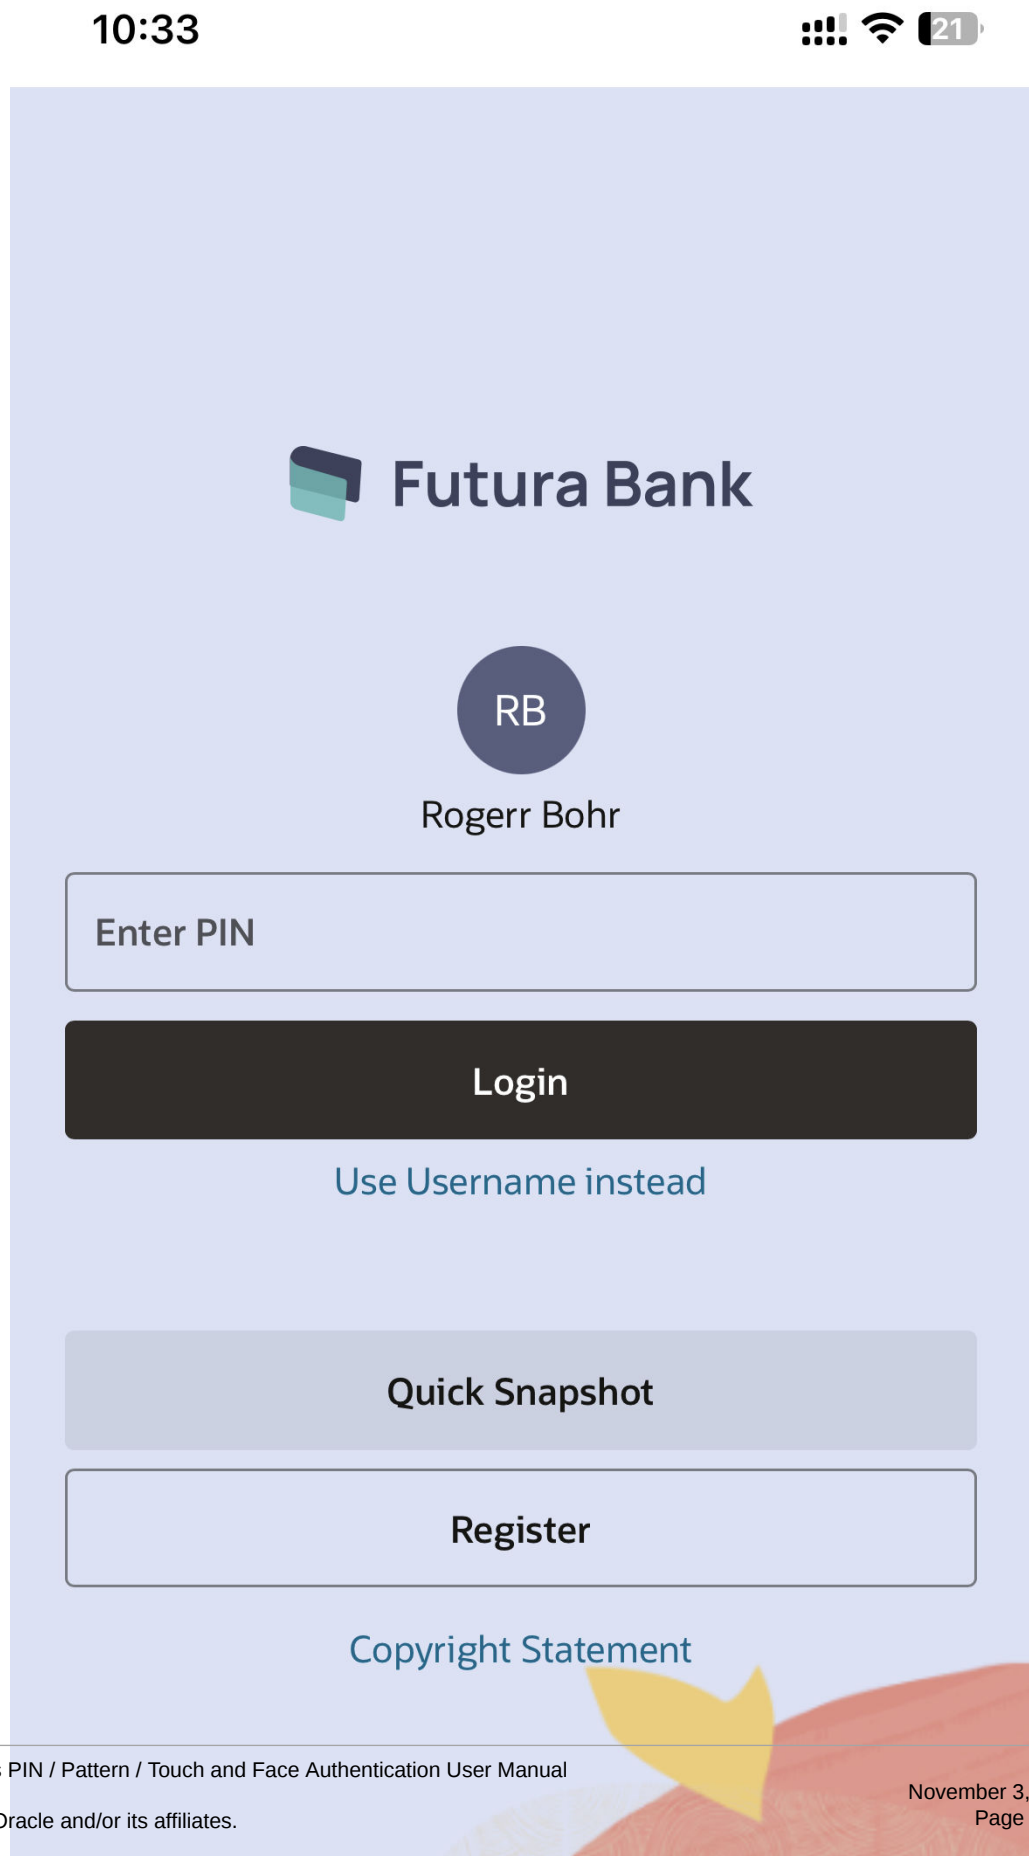 10:33
21
Futura Bank
RB
Rogerr Bohr
Enter PIN
Login
Use Username instead
Quick Snapshot
Register
Copyright Statement
PIN / Pattern / Touch and Face Authentication User Manual
November 3,
Oracle and/or its affiliates.
Page